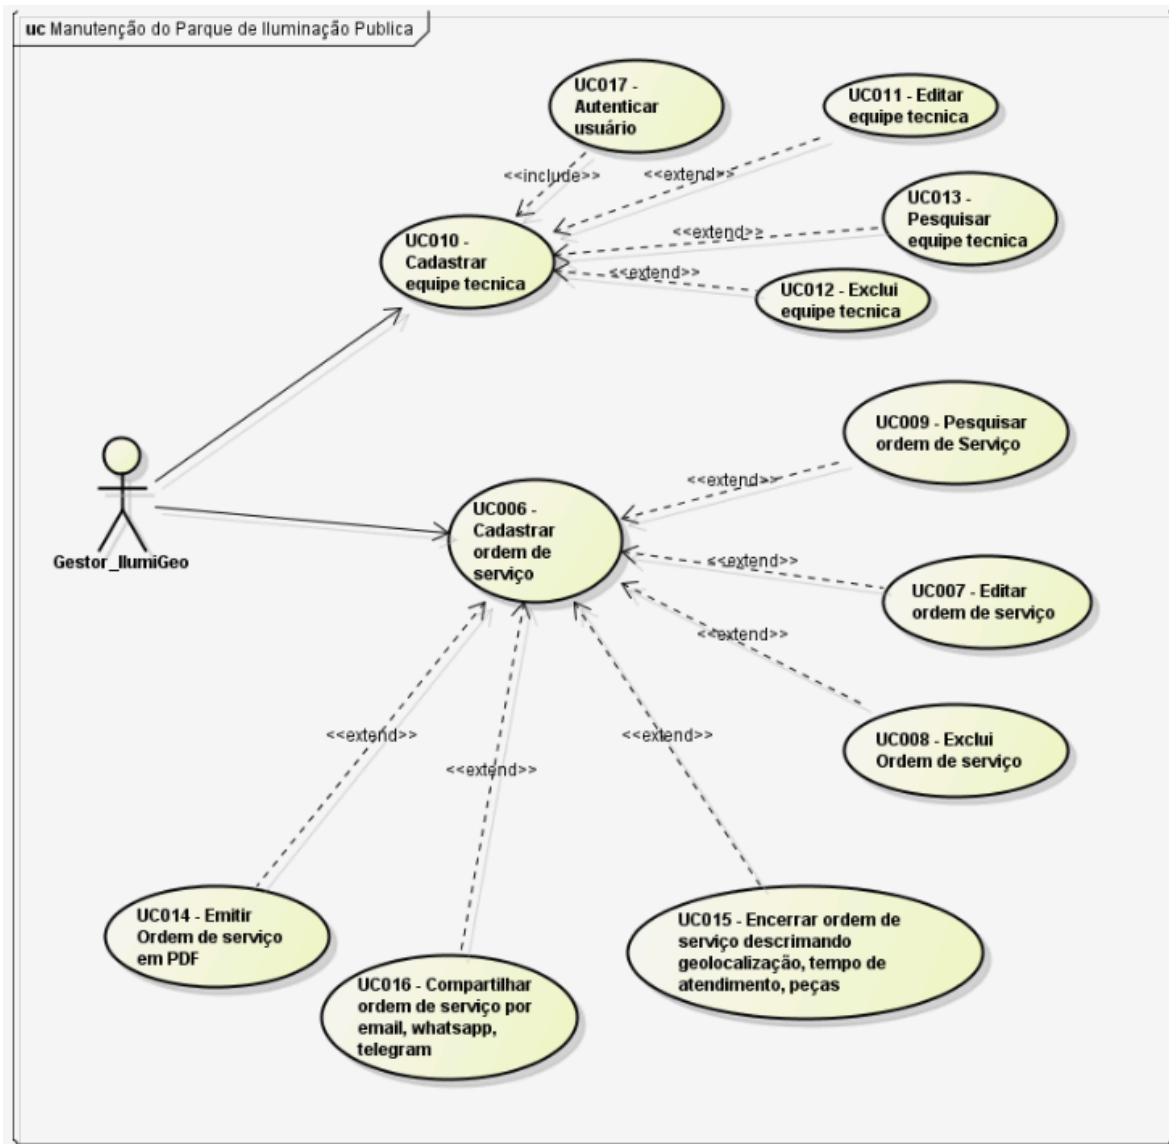 uc Manutenção do Parque de Iluminação Publica
UC017 -
Autenticar
usuário
UC011 - Editar
equipe tecnica
<<include>>
<<extend>>
UC013 -
Pesquisar
equipe tecnica
<<extend>>
UC010 -
Cadastrar
equipe tecnica
<<extend>>
UC012 - Exclui
equipe tecnica
UC009 - Pesquisar
ordem de Serviço
<<extend>>
UC006 -
Cadastrar
ordem de
serviço
Gestor_IlumiGeo
<<extend>>
UC007 - Editar
ordem de serviço
<<extend>>
UC008 - Exclui
Ordem de serviço
<<extend>>
<<extend>>
<<extend>>
UC014 - Emitir
Ordem de serviço
em PDF
UC015 - Encerrar ordem de
serviço descrimando
geolocalização, tempo de
atendimento, peças
UC016 - Compartilhar
ordem de serviço por
email, whatsapp,
telegram